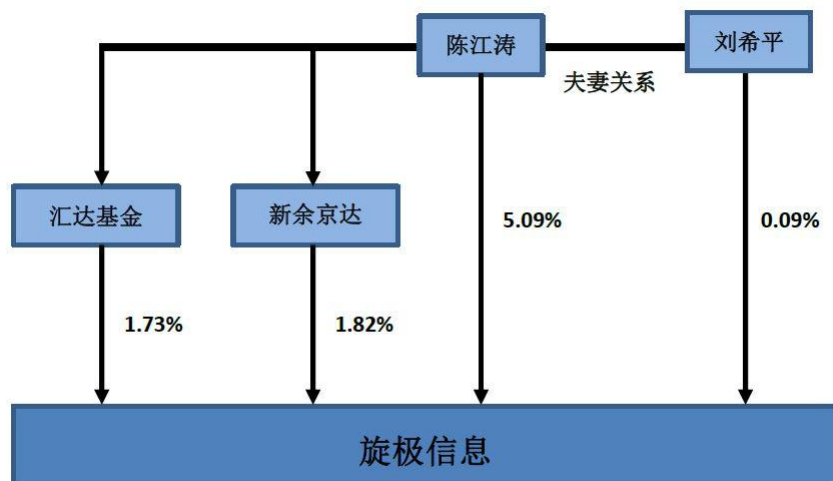 陈江涛
刘希平
夫妻关系
汇达基金
新余京达
5.09%
0.09%
1.73%
1.82%
旋极信息